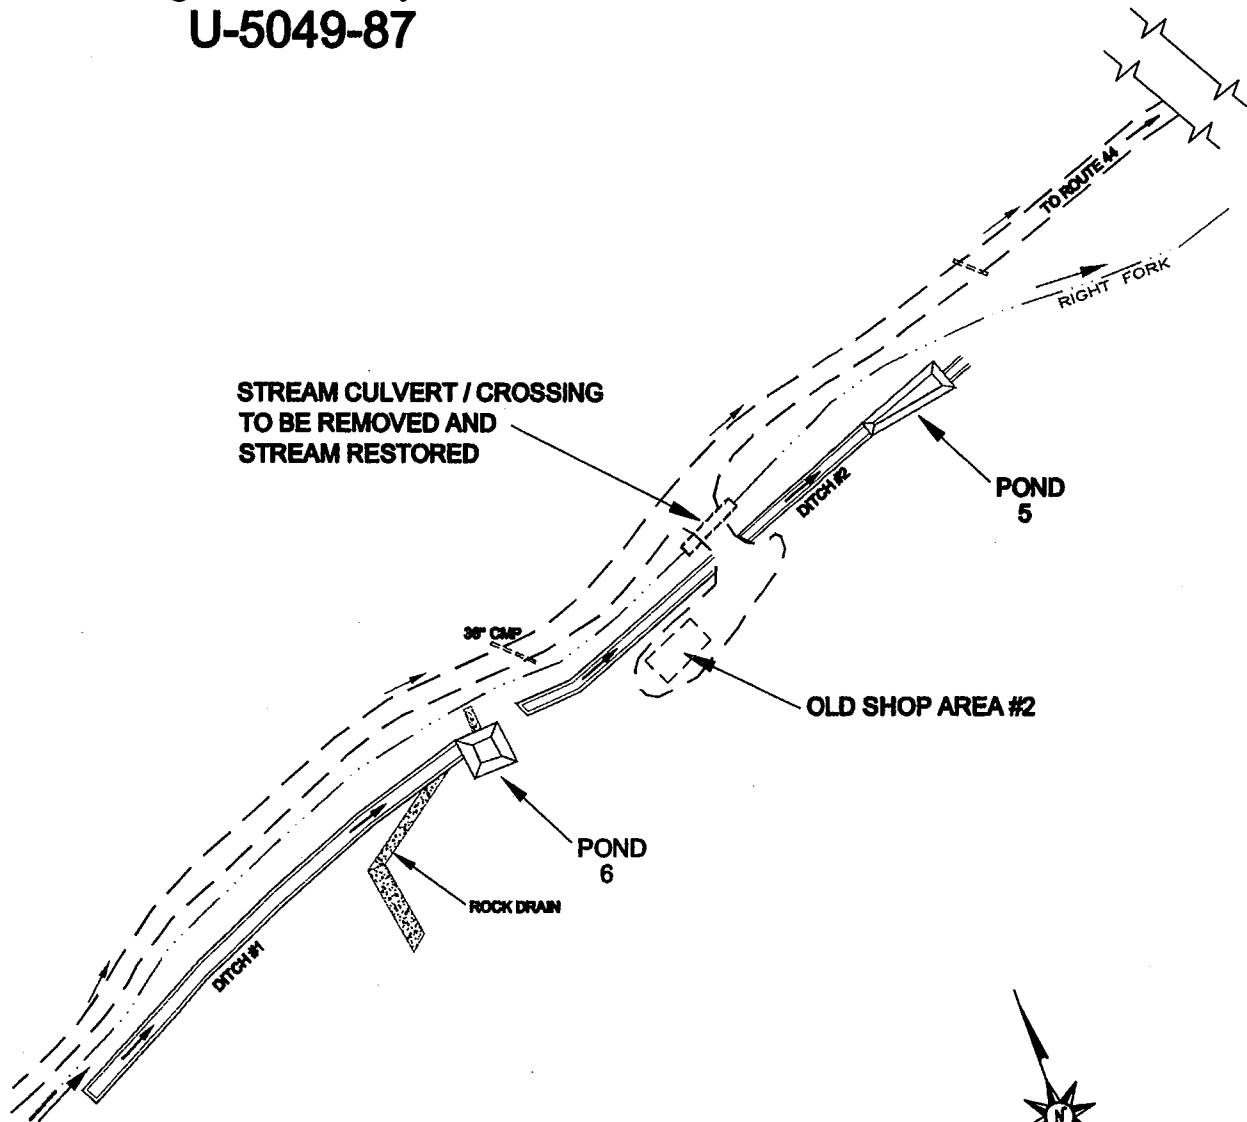 U-5049-87
TO ROUTE 44
RIGHT FORK
STREAM CULVERT / CROSSING
TO BE REMOVED AND
STREAM RESTORED
DITCH #2
POND
5
36" CMP
OLD SHOP AREA #2
POND
6
ROCK DRAIN
DITCH #1
N